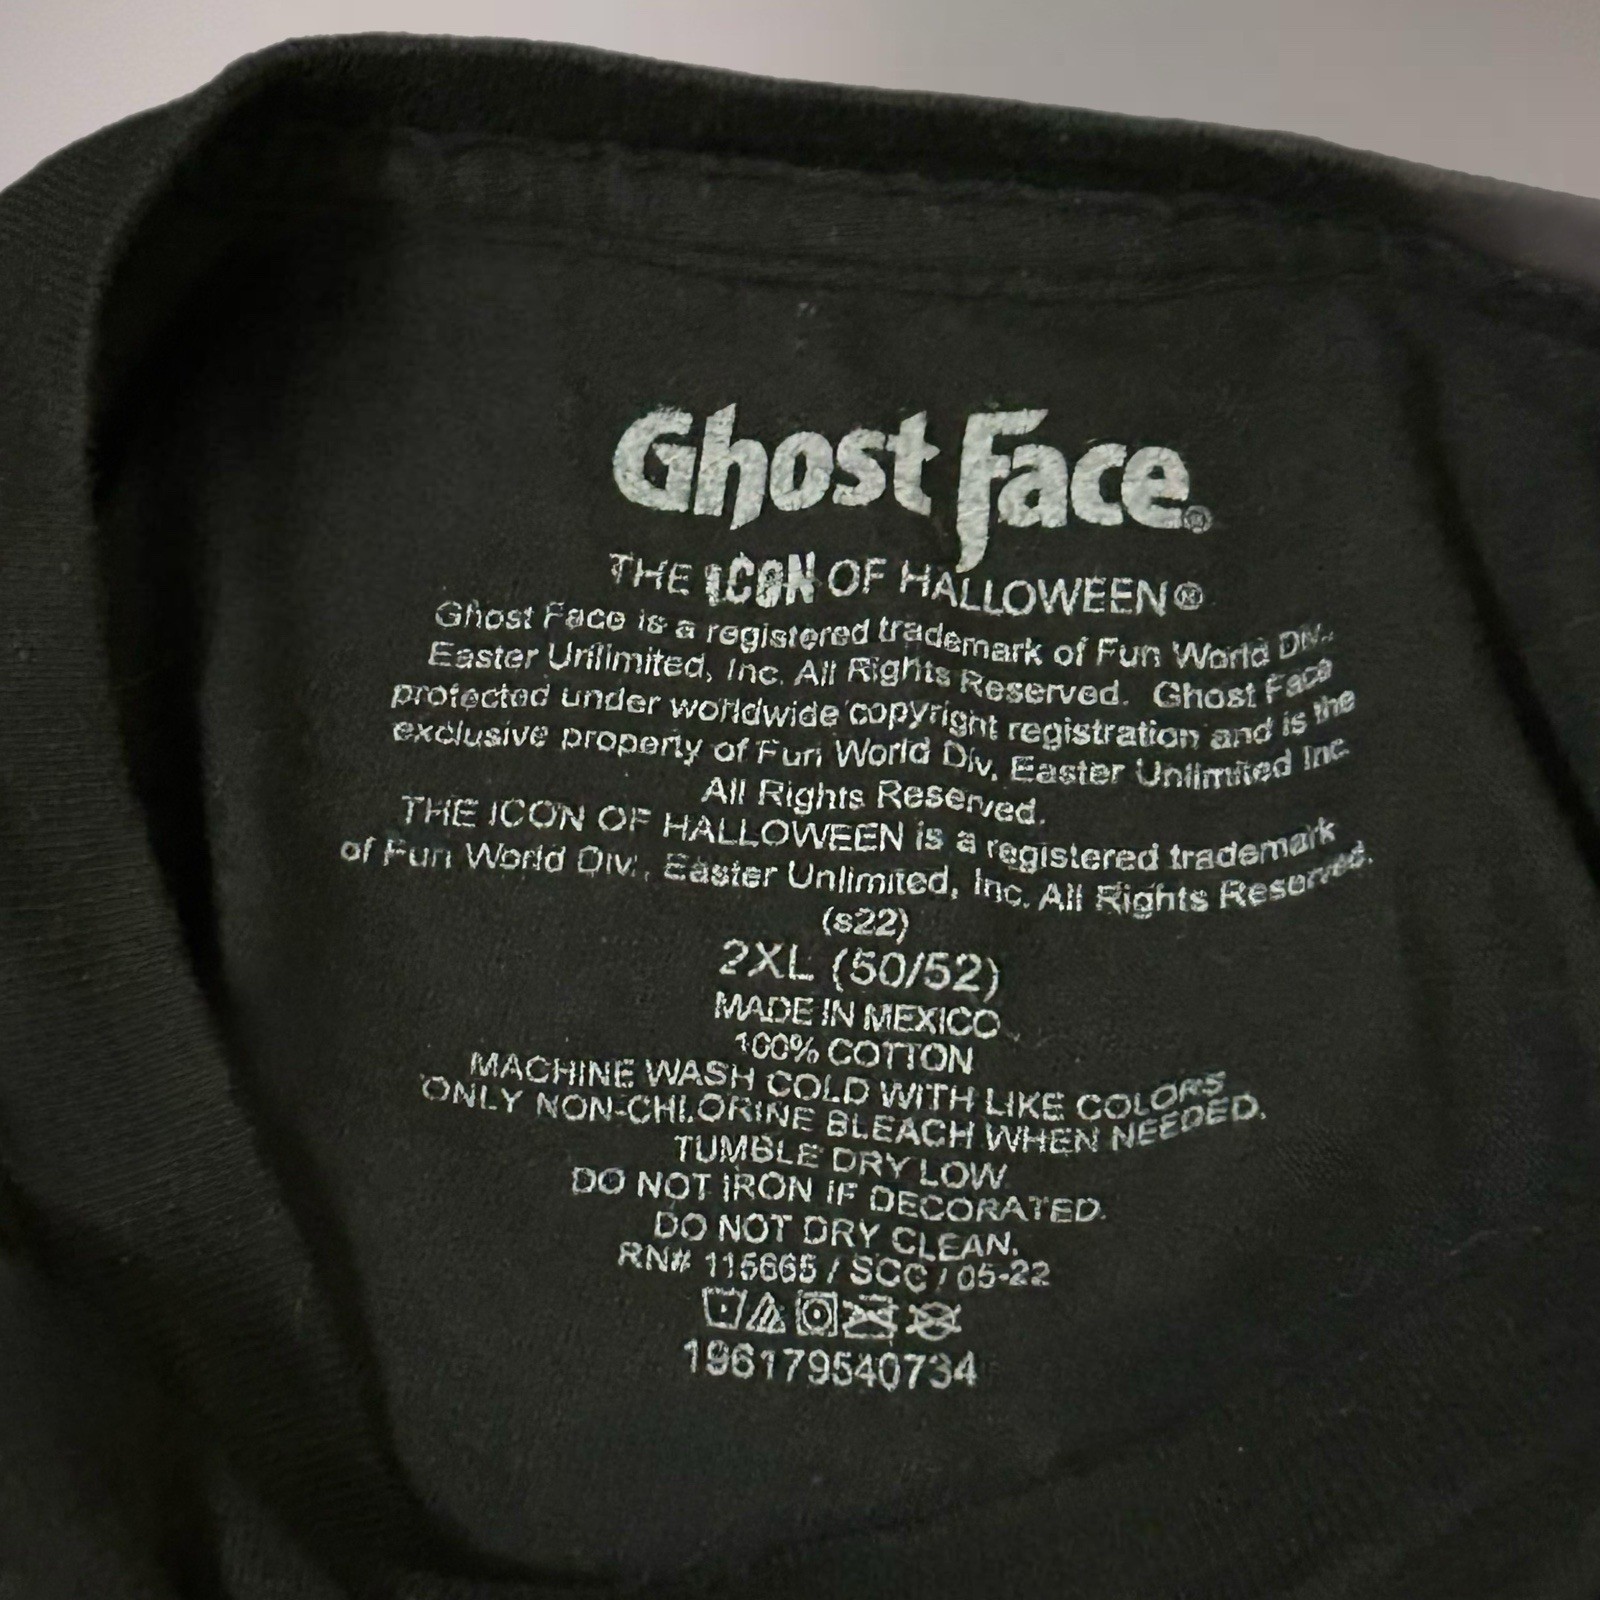 Ghost Face®
THE ICON OF HALLOWEEN®
Ghost Face is a registered trademark of Fun World Div.,
Easter Unlimited, Inc. All Rights Reserved. Ghost Face
protected under worldwide copyright registration and is the
exclusive property of Fun World Div, Easter Unlimited Inc.
All Rights Reserved.
THE ICON OF HALLOWEEN is a registered trademark
of Fun World Div., Easter Unlimited, Inc. All Rights Reserved.
(s22)
2XL (50/52)
MADE IN MEXICO
100% COTTON
MACHINE WASH COLD WITH LIKE COLORS
ONLY NON-CHLORINE BLEACH WHEN NEEDED.
TUMBLE DRY LOW.
DO NOT IRON IF DECORATED.
DO NOT DRY CLEAN.
RN# 115665 / SCC / 05-22
196179540734